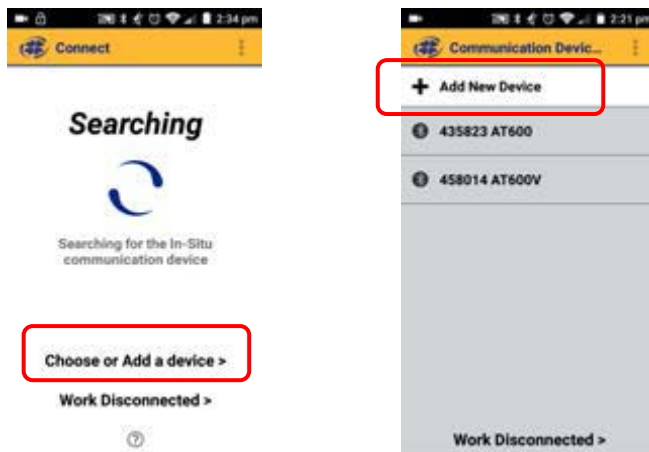 2:34 pm
Connect
Searching
Searching for the In-Situ
communication device
Choose or Add a device >
Work Disconnected >
?
2:21 pm
Communication Devic...
+ Add New Device
435823 AT600
458014 AT600V
Work Disconnected >